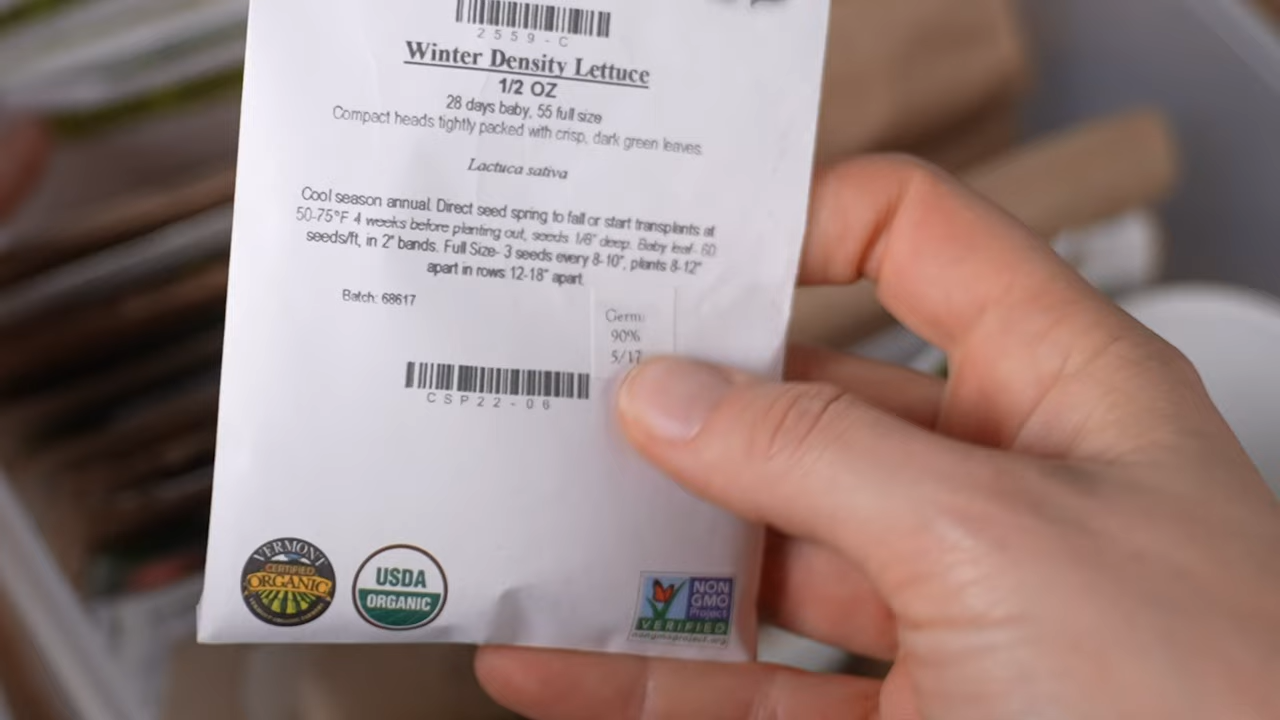 2559-C
Winter Density Lettuce
1/2 OZ
28 days baby, 55 full size
Compact heads tightly packed with crisp, dark green leaves.
Lactuca sativa
Cool season annual. Direct seed spring to fall or start transplants at
50-75°F 4 weeks before planting out, seeds 1/8" deep. Baby leaf- 60
seeds/ft, in 2" bands. Full Size- 3 seeds every 8-10", plants 8-12"
apart in rows 12-18" apart.
Batch: 68617
Germ:
90%
5/17
CSP22-06
VERMONT
CERTIFIED
ORGANIC
USDA
ORGANIC
NON
GMO
Project
VERIFIED
nongmoproject.org